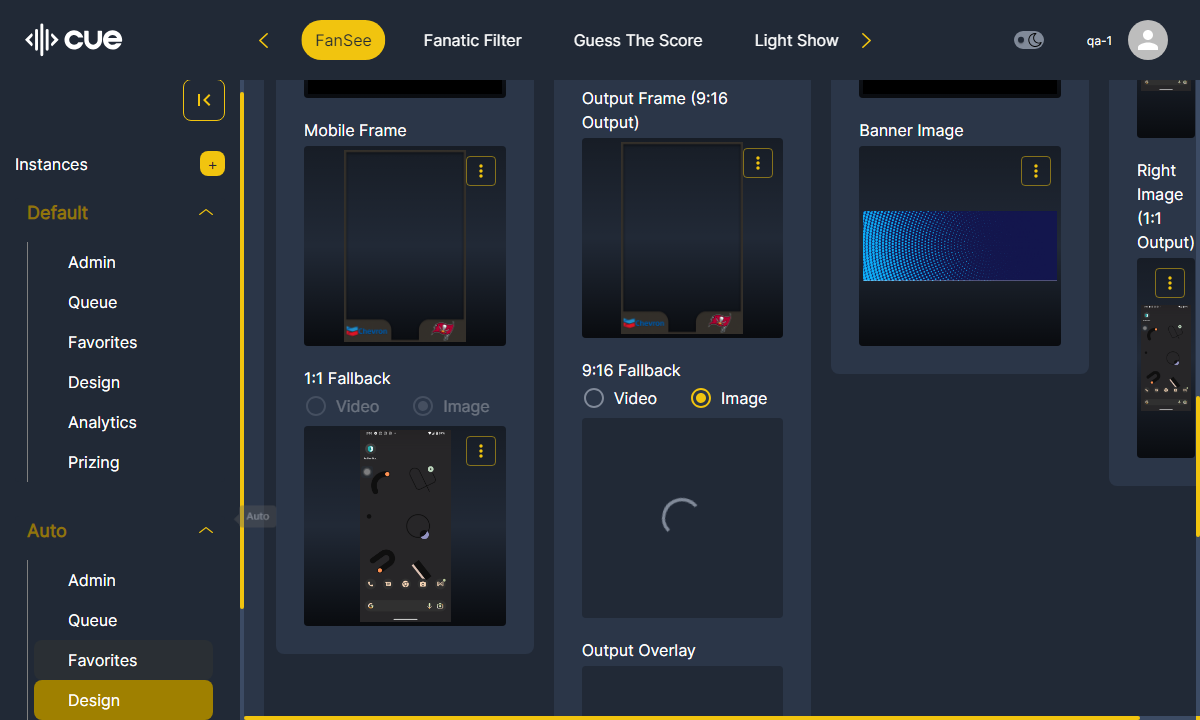 cue
FanSee
Fanatic Filter
Guess The Score
Light Show
qa-1
Instances
+
Default
Admin
Queue
Favorites
Design
Analytics
Prizing
Auto
Admin
Queue
Favorites
Design
Auto
Mobile Frame
1:1 Fallback
Video
Image
Output Frame (9:16
Output)
9:16 Fallback
Video
Image
Output Overlay
Banner Image
Right
Image
(1:1
Output)